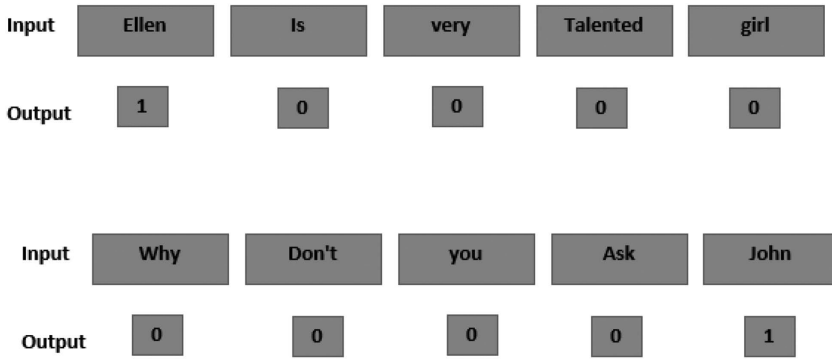 Input Ellen Is very Talented girl
Output 1 0 0 0 0
Input Why Don't you Ask John
Output 0 0 0 0 1